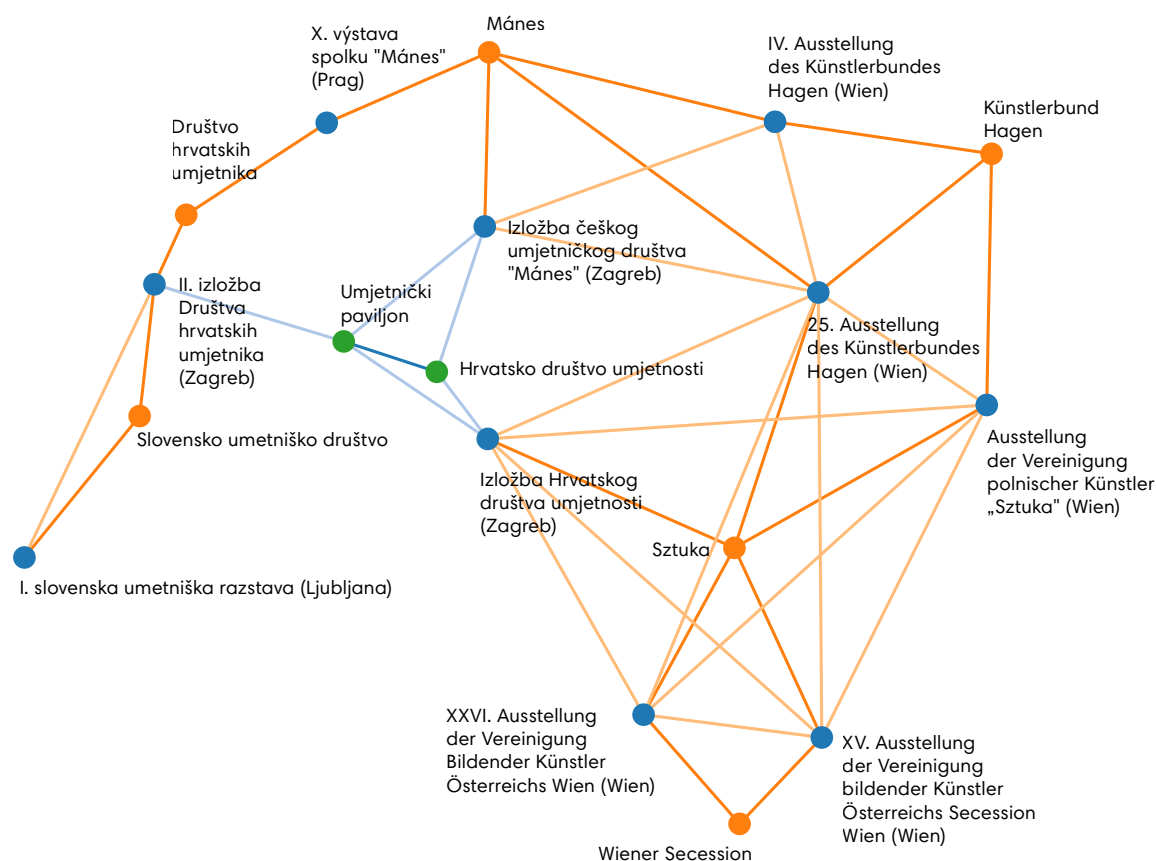 Mánes
X. výstava
spolku "Mánes"
(Prag)
IV. Ausstellung
des Künstlerbundes
Hagen (Wien)
Künstlerbund
Hagen
Društvo
hrvatskih
umjetnika
Izložba češkog
umjetničkog društva
"Mánes" (Zagreb)
II. izložba
Društva
hrvatskih
umjetnika
(Zagreb)
Umjetnički
paviljon
25. Ausstellung
des Künstlerbundes
Hagen (Wien)
Hrvatsko društvo umjetnosti
Slovensko umetniško društvo
Ausstellung
der Vereinigung
polnischer Künstler
„Sztuka" (Wien)
Izložba Hrvatskog
društva umjetnosti
(Zagreb)
Sztuka
I. slovenska umetniška razstava (Ljubljana)
XXVI. Ausstellung
der Vereinigung
Bildender Künstler
Österreichs Wien (Wien)
XV. Ausstellung
der Vereinigung
bildender Künstler
Österreichs Secession
Wien (Wien)
Wiener Secession